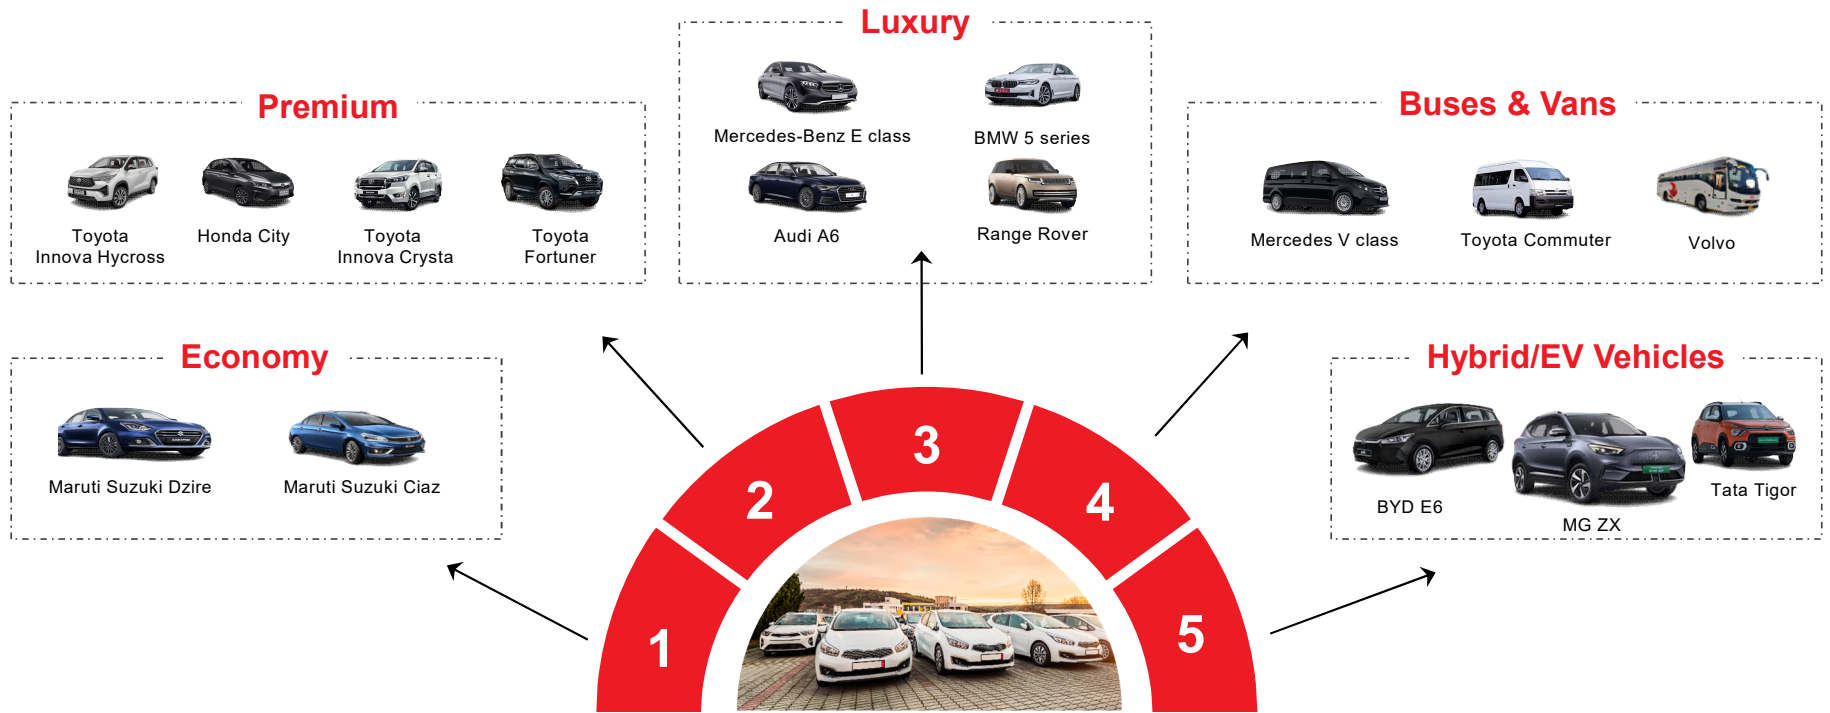 Luxury
Mercedes-Benz E class
BMW 5 series
Audi A6
Range Rover
Premium
Toyota
Innova Hycross
Honda City
Toyota
Innova Crysta
Toyota
Fortuner
Buses & Vans
Mercedes V class
Toyota Commuter
Volvo
Economy
Maruti Suzuki Dzire
Maruti Suzuki Ciaz
Hybrid/EV Vehicles
BYD E6
MG ZX
Tata Tigor
1
2
3
4
5